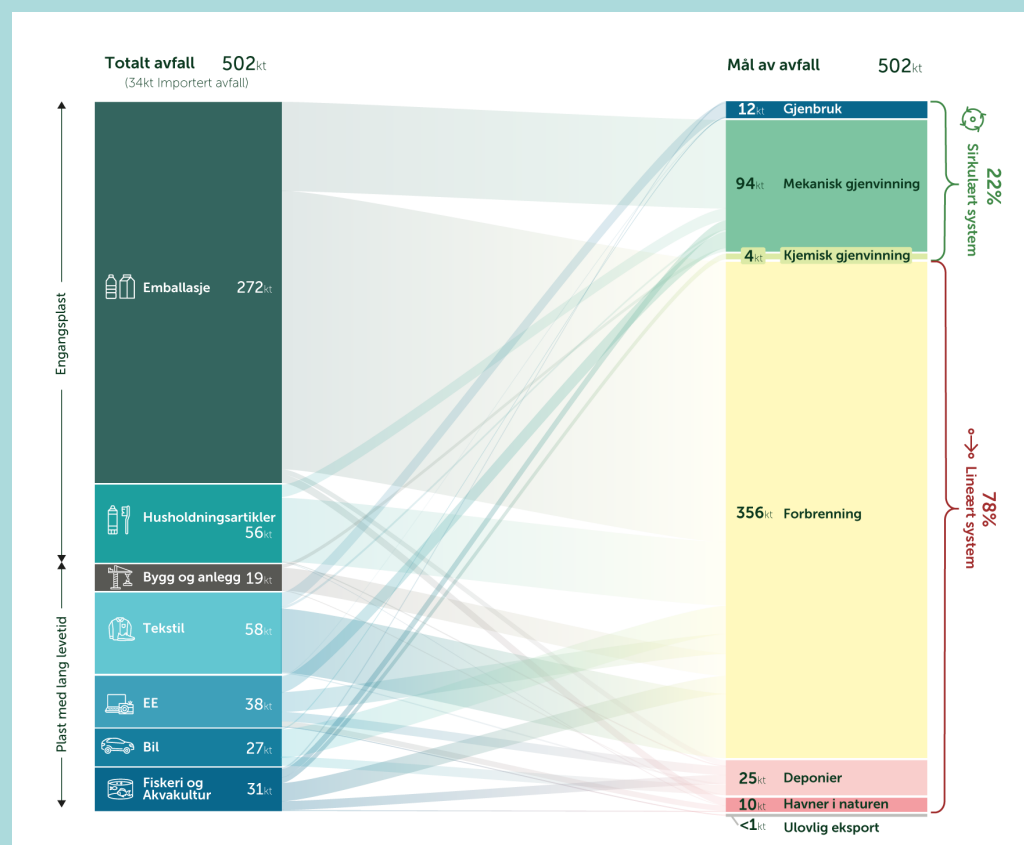 Totalt avfall 502kt
(34kt Importert avfall)
Mål av avfall 502kt
Engangsplast
Plast med lang levetid
Emballasje 272kt
Husholdningsartikler
56kt
Bygg og anlegg 19kt
Tekstil 58kt
EE 38kt
Bil 27kt
Fiskeri og
Akvakultur 31kt
12kt Gjenbruk
94kt Mekanisk gjenvinning
4kt Kjemisk gjenvinning
356kt Forbrenning
25kt Deponier
10kt Havner i naturen
<1kt Ulovlig eksport
22%
Sirkulært system
78%
Lineært system